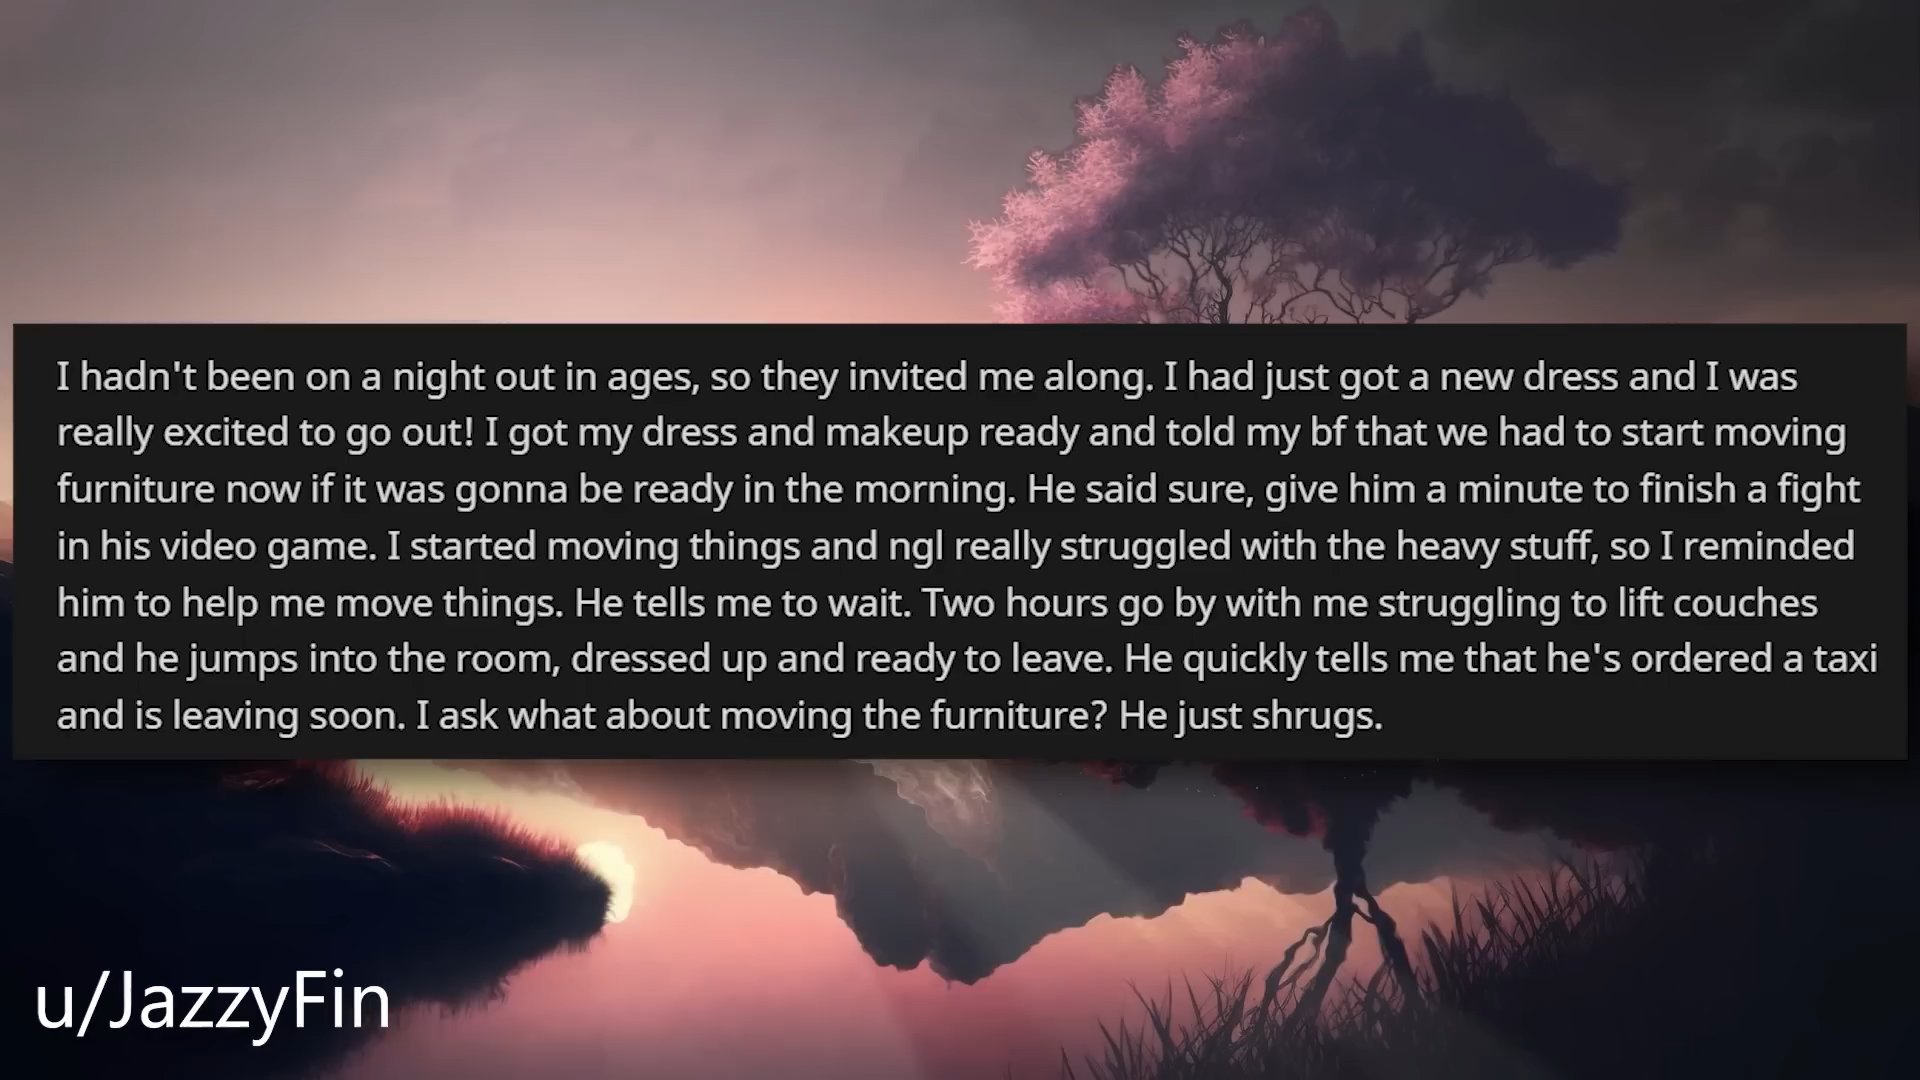 I hadn't been on a night out in ages, so they invited me along. I had just got a new dress and I was
really excited to go out! I got my dress and makeup ready and told my bf that we had to start moving
furniture now if it was gonna be ready in the morning. He said sure, give him a minute to finish a fight
in his video game. I started moving things and ngl really struggled with the heavy stuff, so I reminded
him to help me move things. He tells me to wait. Two hours go by with me struggling to lift couches
and he jumps into the room, dressed up and ready to leave. He quickly tells me that he's ordered a taxi
and is leaving soon. I ask what about moving the furniture? He just shrugs.
u/JazzyFin